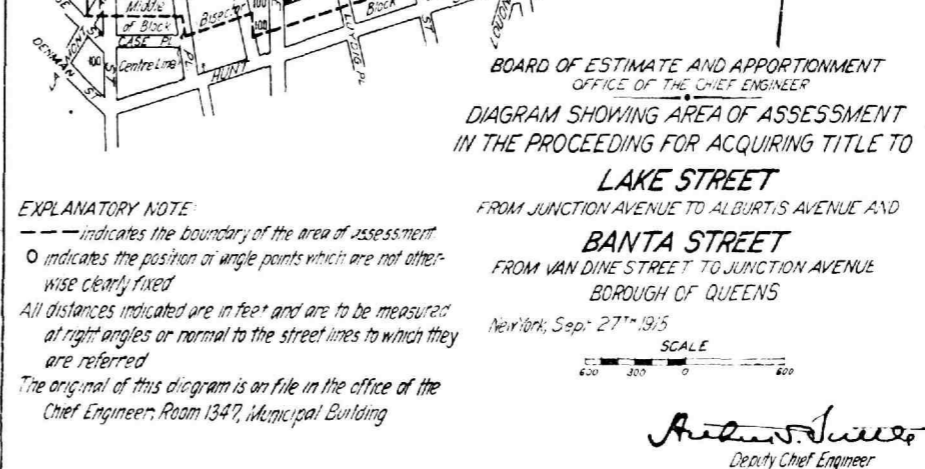 Middle
of Block
Bisector
100
100
Block
CASE PL
Centre Line
100
DENMAN ST
PL
HUNT
LLYDIG PL
ST
BOARD OF ESTIMATE AND APPORTIONMENT
OFFICE OF THE CHIEF ENGINEER
DIAGRAM SHOWING AREA OF ASSESSMENT
IN THE PROCEEDING FOR ACQUIRING TITLE TO
LAKE STREET
FROM JUNCTION AVENUE TO ALBURTIS AVENUE AND
BANTA STREET
FROM VAN DINE STREET TO JUNCTION AVENUE
BOROUGH OF QUEENS
New York, Sept 27TH 1915
SCALE
600 300 0 600
Deputy Chief Engineer
EXPLANATORY NOTE:
indicates the boundary of the area of assessment.
O indicates the position of angle points which are not other-
wise clearly fixed
All distances indicated are in feet and are to be measured
at right angles or normal to the street lines to which they
are referred
The original of this diagram is on file in the office of the
Chief Engineer, Room 1347, Municipal Building